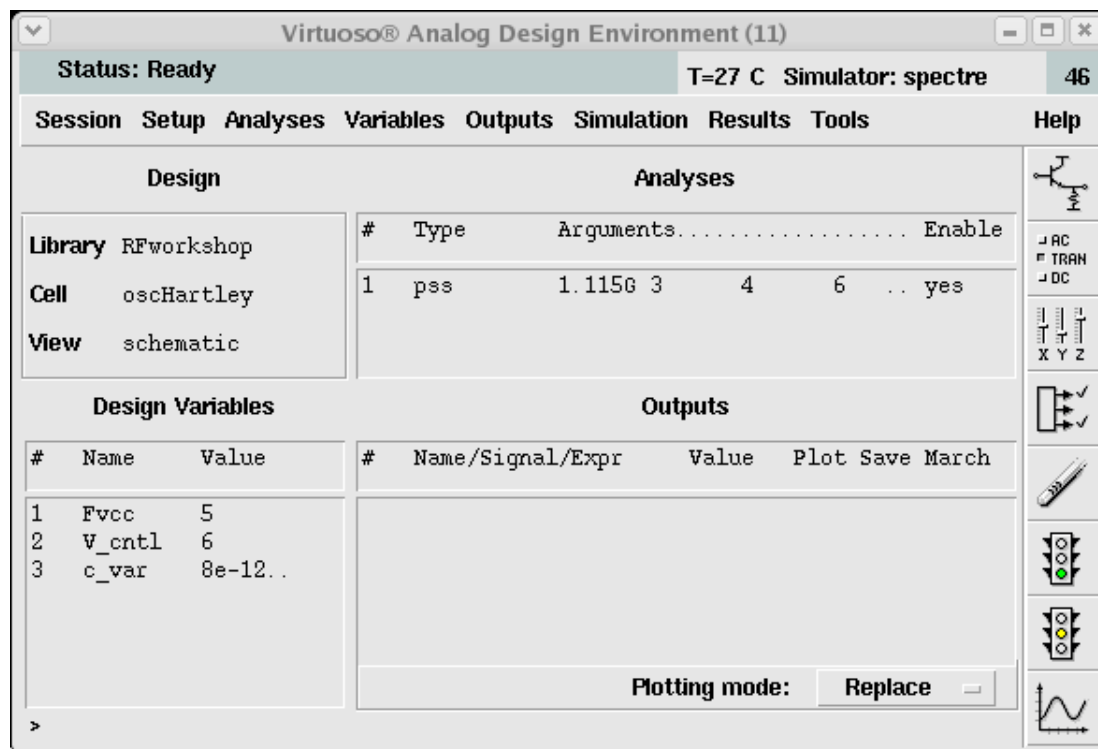 Virtuoso® Analog Design Environment (11)
Status: Ready
T=27 C Simulator: spectre 46
Session Setup Analyses Variables Outputs Simulation Results Tools Help
Design
Library RFworkshop
Cell oscHartley
View schematic
Analyses
# Type Arguments................... Enable
1 pss 1.115G 3 4 6 .. yes
Design Variables
# Name Value
1 Fvcc 5
2 V_cntl 6
3 c_var 8e-12..
Outputs
# Name/Signal/Expr Value Plot Save March
Plotting mode: Replace
>
AC
TRAN
DC
X Y Z